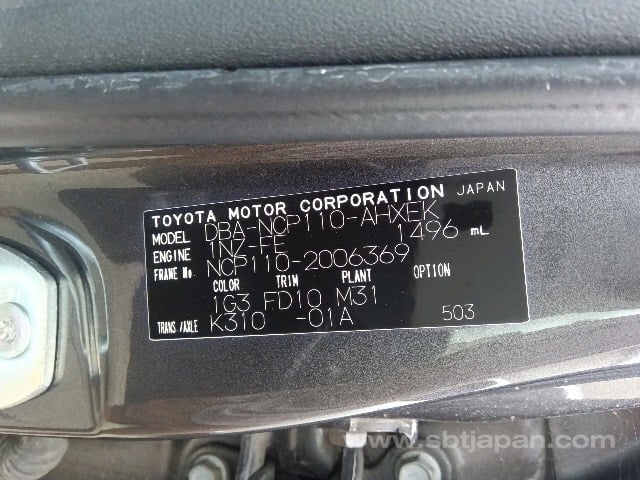 TOYOTA MOTOR CORPORATION JAPAN
MODEL DBA-NCP110-AHXEK
ENGINE 1NZ-FE 1496 mL
FRAME No. NCP110-2006369
COLOR TRIM PLANT OPTION
1G3 FD10 M31
TRANS/AXLE K310 -01A 503
www.sbtjapan.com